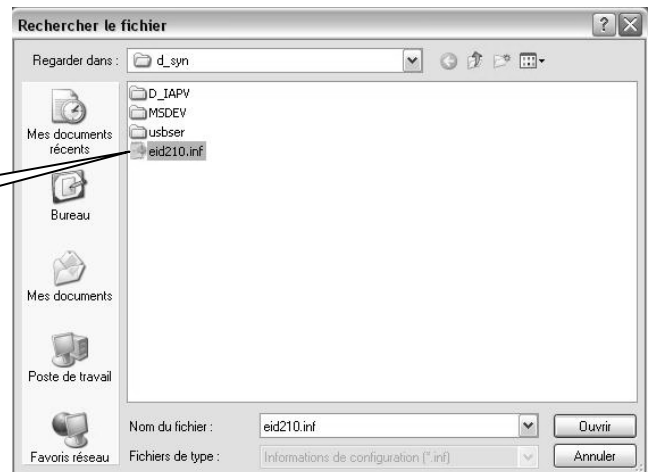 Rechercher le fichier
Regarder dans :
d_syn
D_IAPV
MSDEV
usbser
eid210.inf
Mes documents
récents
Bureau
Mes documents
Poste de travail
Favoris réseau
Nom du fichier :
eid210.inf
Ouvrir
Fichiers de type :
Informations de configuration (*.inf)
Annuler